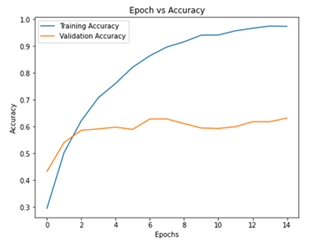 Epoch vs Accuracy
Training Accuracy
Validation Accuracy
1.0
0.9
0.8
0.7
0.6
0.5
0.4
0.3
Accuracy
0 2 4 6 8 10 12 14
Epochs